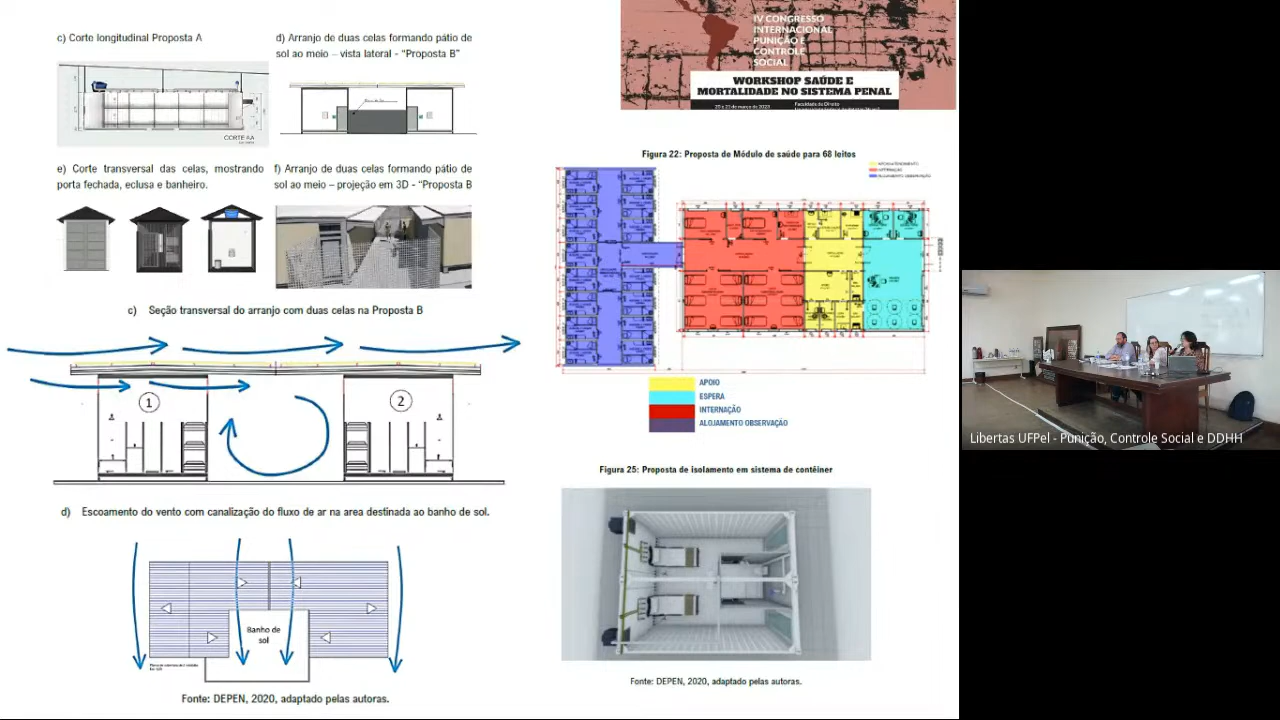 c) Corte longitudinal Proposta A
d) Arranjo de duas celas formando pátio de
sol ao meio – vista lateral - “Proposta B”
CORTE AA
e) Corte transversal das celas, mostrando
porta fechada, eclusa e banheiro.
f) Arranjo de duas celas formando pátio de
sol ao meio – projeção em 3D - “Proposta B
c) Seção transversal do arranjo com duas celas na Proposta B
1
2
d) Escoamento do vento com canalização do fluxo de ar na area destinada ao banho de sol.
Banho de
sol
Fonte: DEPEN, 2020, adaptado pelas autoras.
IV CONGRESSO
INTERNACIONAL
PUNIÇÃO E
CONTROLE
SOCIAL
WORKSHOP SAÚDE E
MORTALIDADE NO SISTEMA PENAL
Faculdade de Direito
Figura 22: Proposta de Módulo de saúde para 68 leitos
APOIO
ESPERA
INTERNAÇÃO
ALOJAMENTO OBSERVAÇÃO
Figura 25: Proposta de isolamento em sistema de contêiner
Fonte: DEPEN, 2020, adaptado pelas autoras.
Libertas UFPel - Punição, Controle Social e DDHH